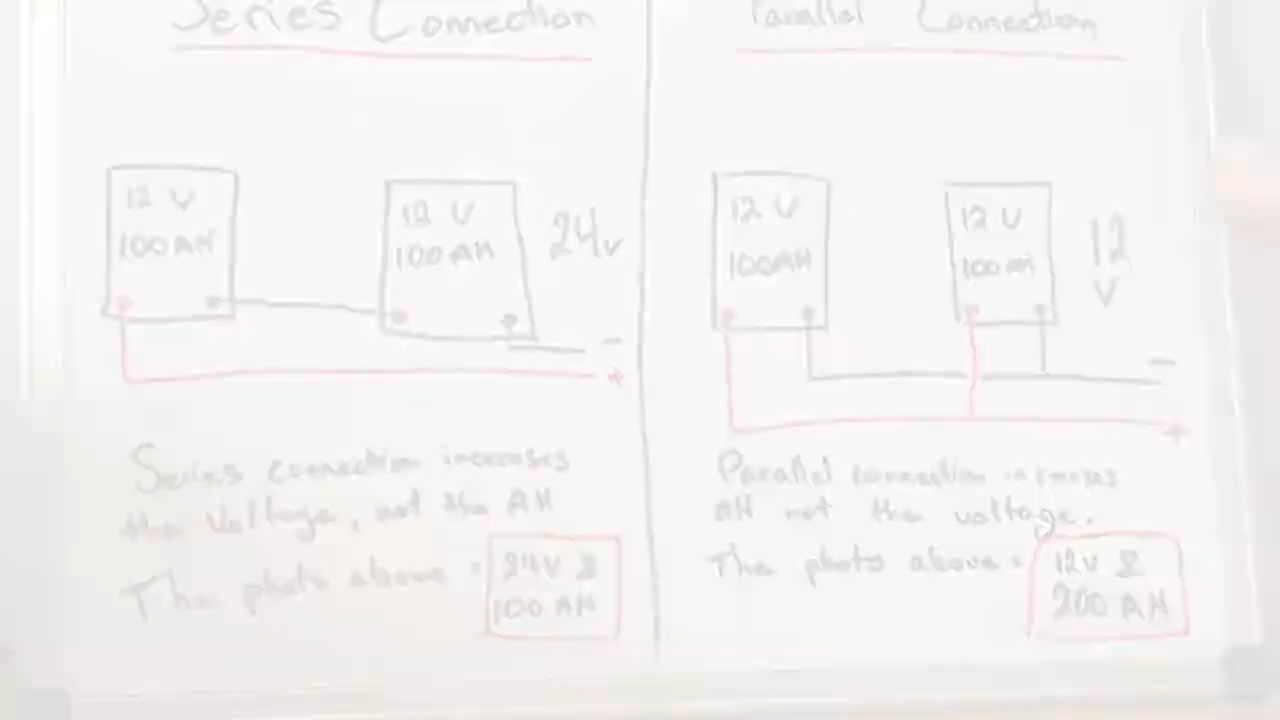 Series Connection
12 V
100AH
12 V
100 AH
24v
-
+
Series connection increases
the Voltage, not the AH
The photo above =
24V &
100 AH
Parallel Connection
12 V
100AH
12 V
100 AH
12
V
-
+
Parallel connection increases
AH not the voltage.
The photo above =
12V &
200 AH